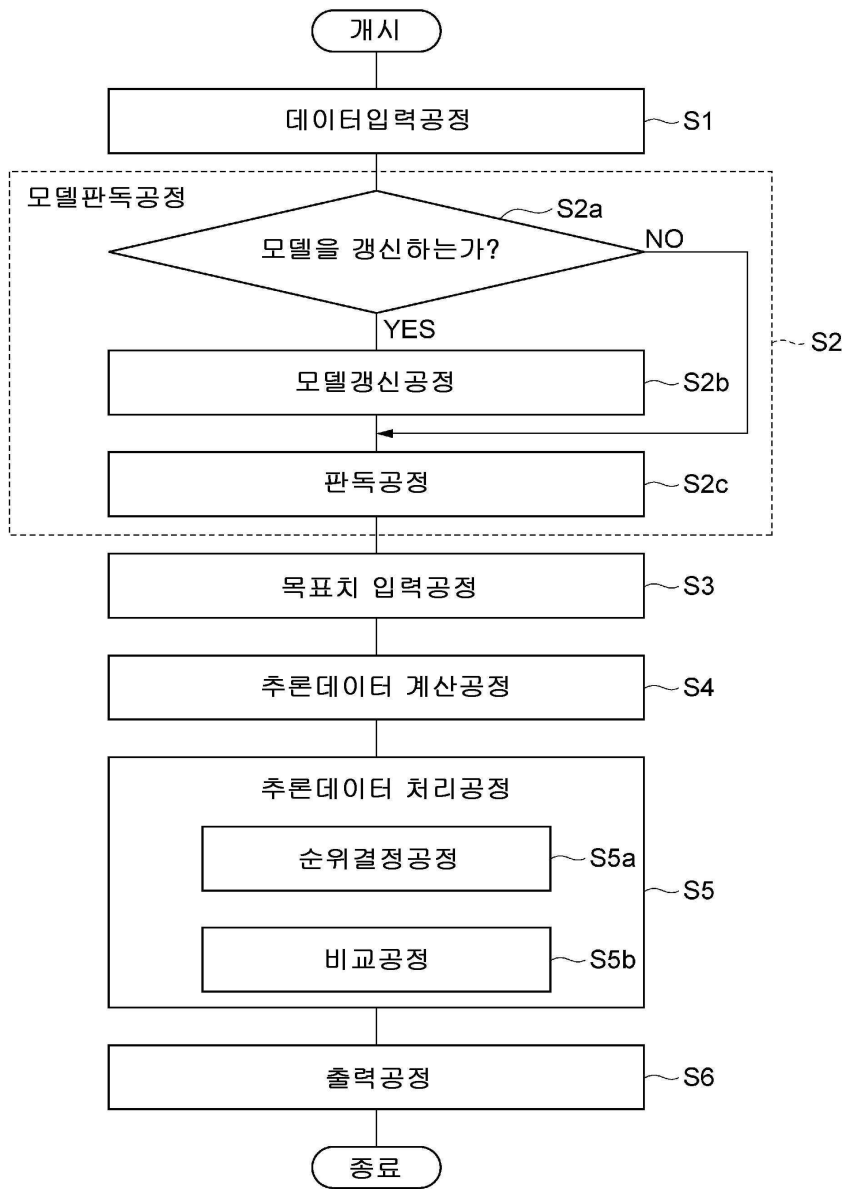 개시
데이터입력공정
S1
모델판독공정
S2a
모델을 갱신하는가?
NO
YES
S2
모델갱신공정
S2b
판독공정
S2c
목표치 입력공정
S3
추론데이터 계산공정
S4
추론데이터 처리공정
순위결정공정
S5a
S5
비교공정
S5b
출력공정
S6
종료